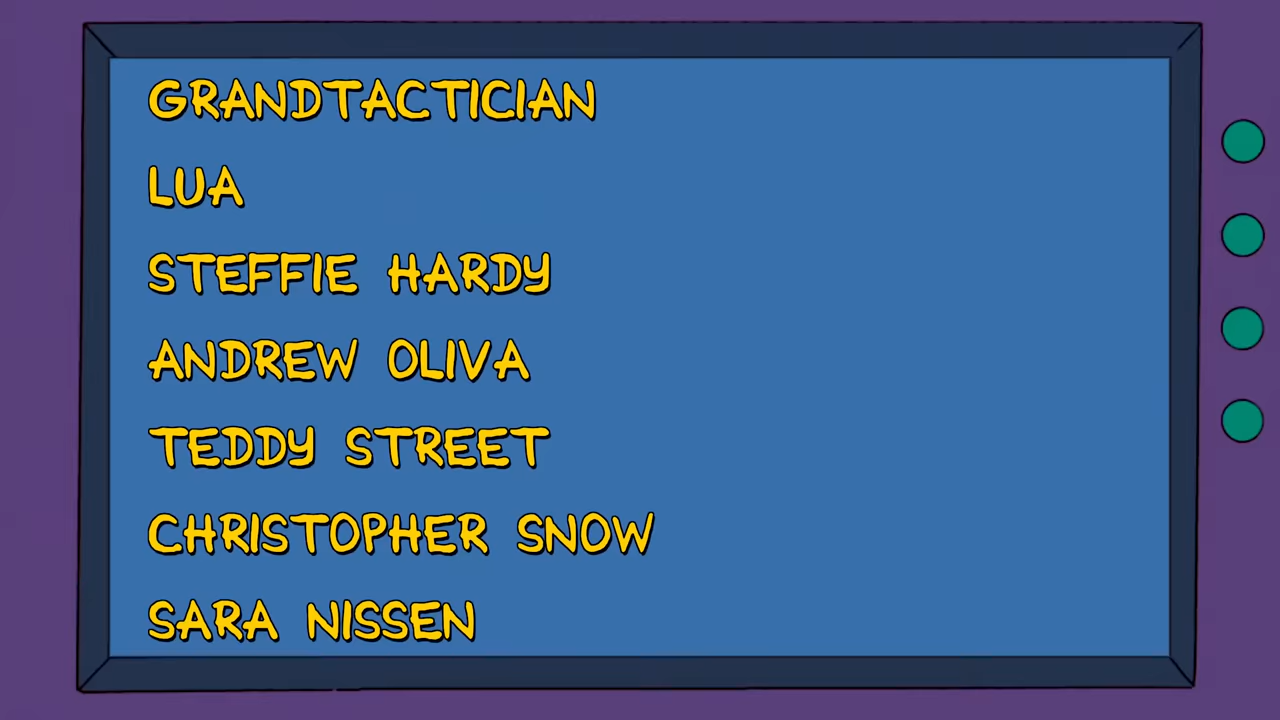 GRANDTACTICIAN
LUA
STEFFIE HARDY
ANDREW OLIVA
TEDDY STREET
CHRISTOPHER SNOW
SARA NISSEN